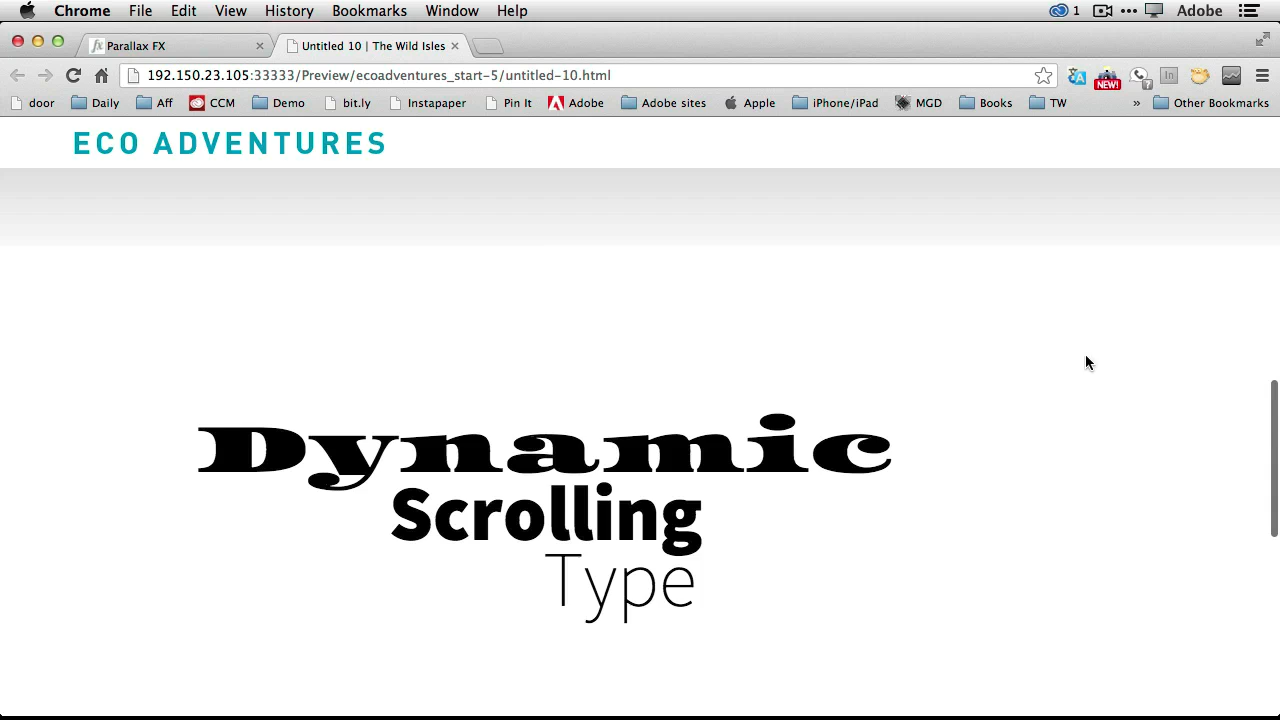 Chrome File Edit View History Bookmarks Window Help 1 Adobe
Parallax FX Untitled 10 | The Wild Isles
192.150.23.105:33333/Preview/ecoadventures_start-5/untitled-10.html NEW! In
door Daily Aff CCM Demo bit.ly Instapaper Pin It Adobe Adobe sites Apple iPhone/iPad MGD Books TW » Other Bookmarks
ECO ADVENTURES
Dynamic
Scrolling
Type